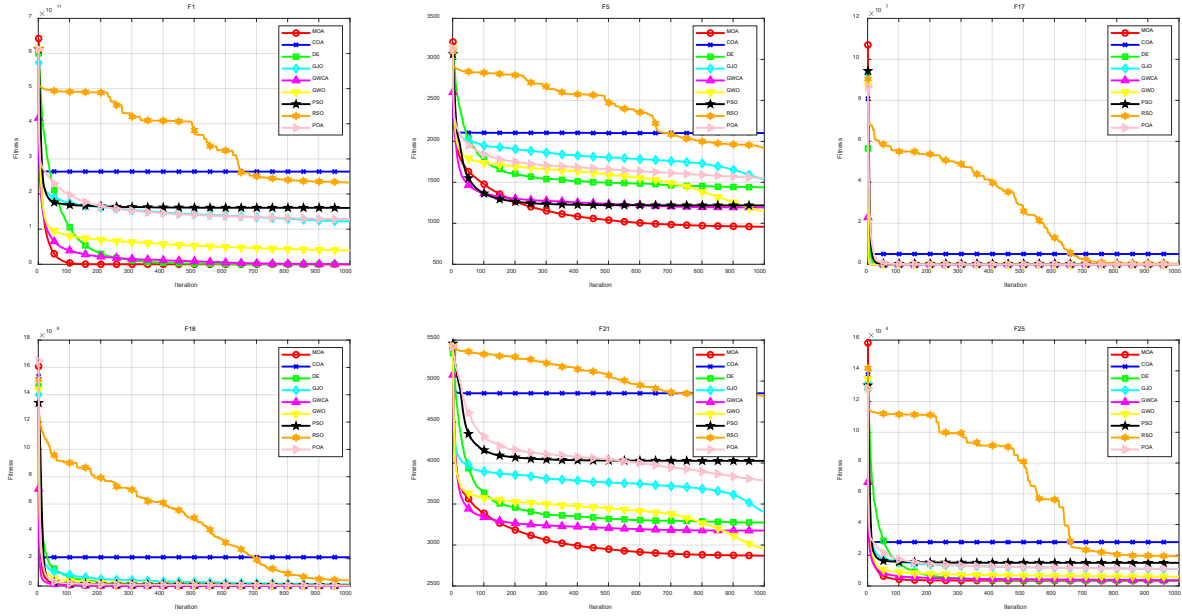 F1
× 10 11
7
6
5
4
3
2
1
0
Fitness
0 100 200 300 400 500 600 700 800 900 1000
Iteration
MOA
COA
DE
GJO
GWCA
GWO
PSO
RSO
POA
F5
3500
3000
2500
2000
1500
1000
500
Fitness
0 100 200 300 400 500 600 700 800 900 1000
Iteration
MOA
COA
DE
GJO
GWCA
GWO
PSO
RSO
POA
F17
× 10 7
12
10
8
6
4
2
0
Fitness
0 100 200 300 400 500 600 700 800 900 1000
Iteration
MOA
COA
DE
GJO
GWCA
GWO
PSO
RSO
POA
F18
× 10 8
18
16
14
12
10
8
6
4
2
0
Fitness
0 100 200 300 400 500 600 700 800 900 1000
Iteration
MOA
COA
DE
GJO
GWCA
GWO
PSO
RSO
POA
F21
5500
5000
4500
4000
3500
3000
2500
Fitness
0 100 200 300 400 500 600 700 800 900 1000
Iteration
MOA
COA
DE
GJO
GWCA
GWO
PSO
RSO
POA
F25
× 10 4
16
14
12
10
8
6
4
2
0
Fitness
0 100 200 300 400 500 600 700 800 900 1000
Iteration
MOA
COA
DE
GJO
GWCA
GWO
PSO
RSO
POA